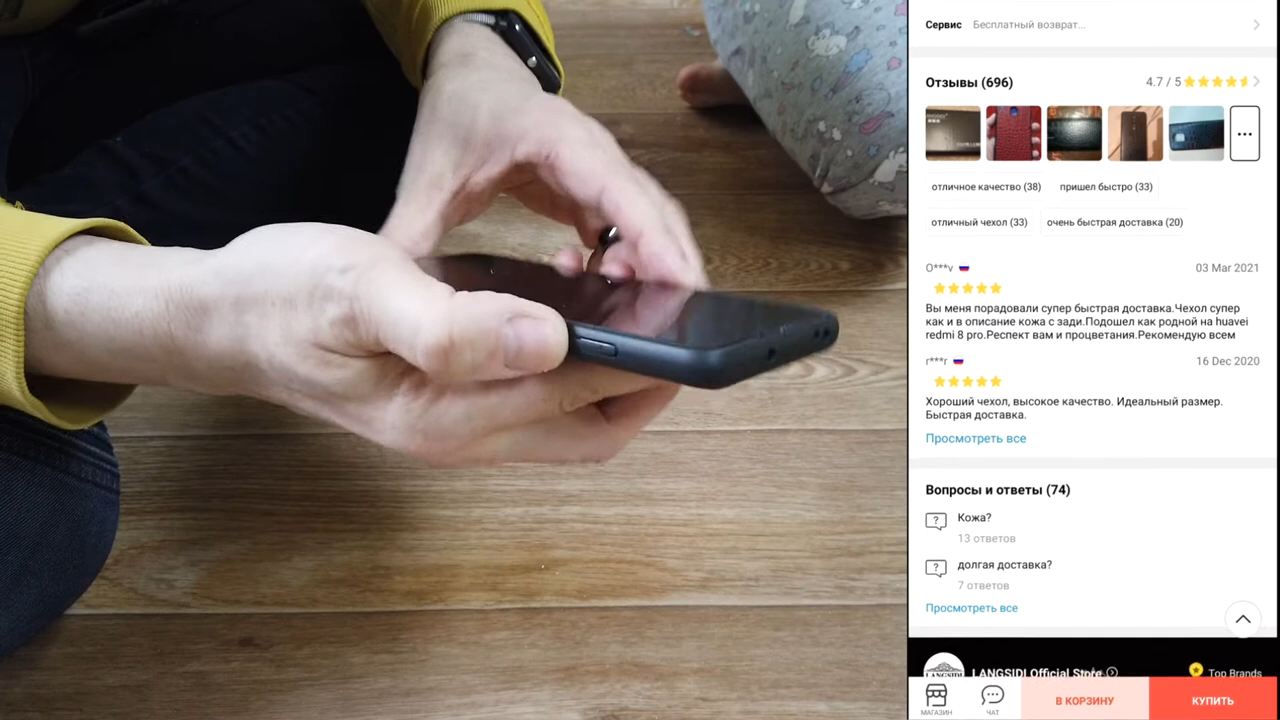 Сервис Бесплатный возврат...
Отзывы (696)
4.7 / 5
отличное качество (38)
пришел быстро (33)
отличный чехол (33)
очень быстрая доставка (20)
O***v
03 Mar 2021
Вы меня порадовали супер быстрая доставка.Чехол супер
как и в описание кожа с зади.Подошел как родной на huavei
redmi 8 pro.Респект вам и процветания.Рекомендую всем
r***r
16 Dec 2020
Хороший чехол, высокое качество. Идеальный размер.
Быстрая доставка.
Просмотреть все
Вопросы и ответы (74)
Кожа?
13 ответов
долгая доставка?
7 ответов
Просмотреть все
LANGSIDI
LANGSIDI Official Store
Top Brands
МАГАЗИН
ЧАТ
В КОРЗИНУ
КУПИТЬ